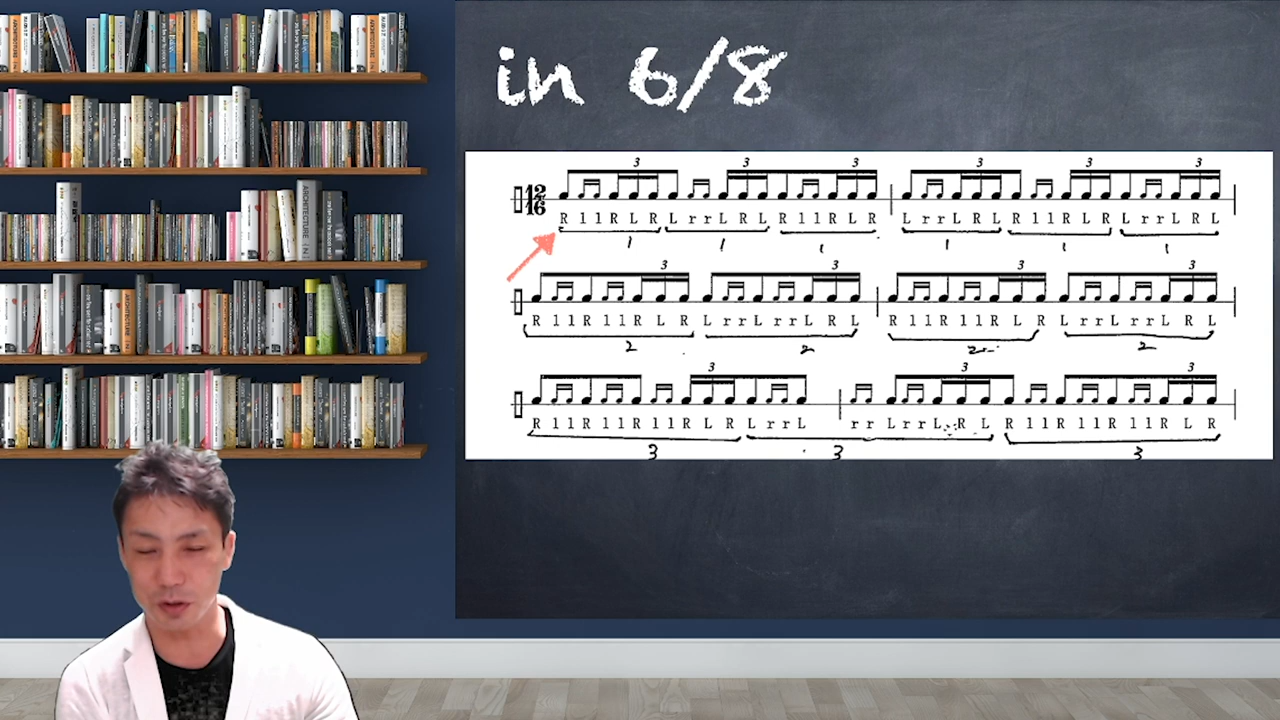 in 6/8
3 3 3 3 3 3
12
16
R l l R L R L r r L R L R l l R L R L r r L R L R l l R L R L r r L R L
1 1 1 1 1 1
3 3 3 3
R l l R l l R L R L r r L r r L R L R l l R l l R L R L r r L r r L R L
2 2 2 2
3 3 3
R l l R l l R l l R L R L r r L r r L r r L R L R l l R l l R l l R L R
3 3 3